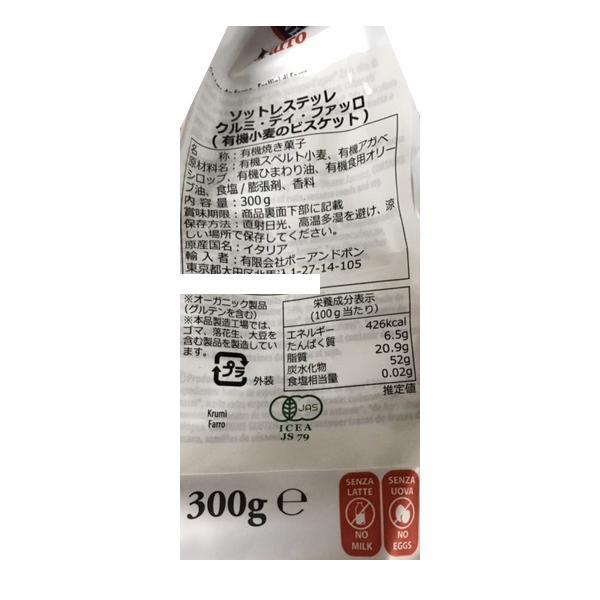 Farro
ソットレステッレ
クルミ・ディ・ファッロ
(有機小麦のビスケット)
名 称:有機焼き菓子
原材料名:有機スペルト小麦、有機アガベ
シロップ、有機ひまわり油、有機食用オリー
ブ油、食塩/膨張剤、香料
内 容 量:300g
賞味期限:商品裏面下部に記載
保存方法:直射日光、高温多湿を避け、涼
しい場所で保存してください。
原産国名:イタリア
輸 入 者:有限会社ボーアンドボン
東京都大田区北馬込1-27-14-105
※オーガニック製品
(グルテンを含む)
※本品製造工場では、
ゴマ、落花生、大豆を
含む製品を製造してい
ます。
プラ 外装
栄養成分表示
(100g当たり)
エネルギー 426kcal
たんぱく質 6.5g
脂質 20.9g
炭水化物 52g
食塩相当量 0.02g
推定値
Krumi
Farro
JAS
ICEA
JS 79
300g ℮
SENZA
LATTE
NO
MILK
SENZA
UOVA
NO
EGGS